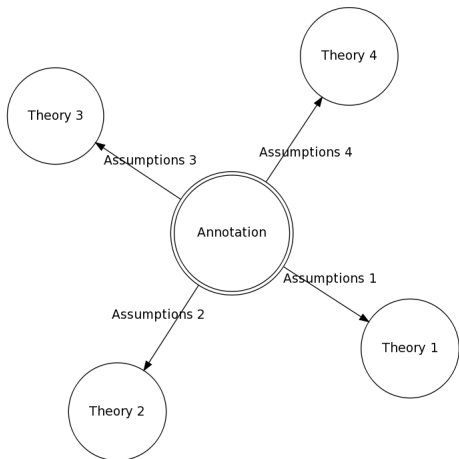 Theory 4
Theory 3
Assumptions 4
Assumptions 3
Annotation
Assumptions 1
Assumptions 2
Theory 1
Theory 2